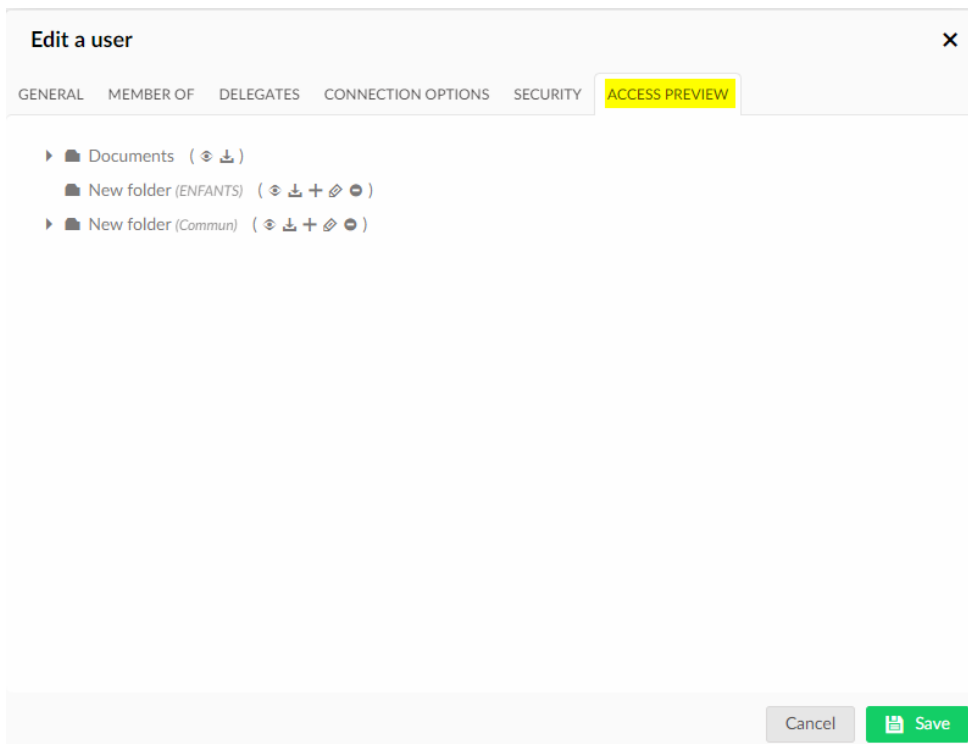 Edit a user
GENERAL MEMBER OF DELEGATES CONNECTION OPTIONS SECURITY ACCESS PREVIEW
Documents ( )
New folder (ENFANTS) ( )
New folder (Commun) ( )
Cancel Save